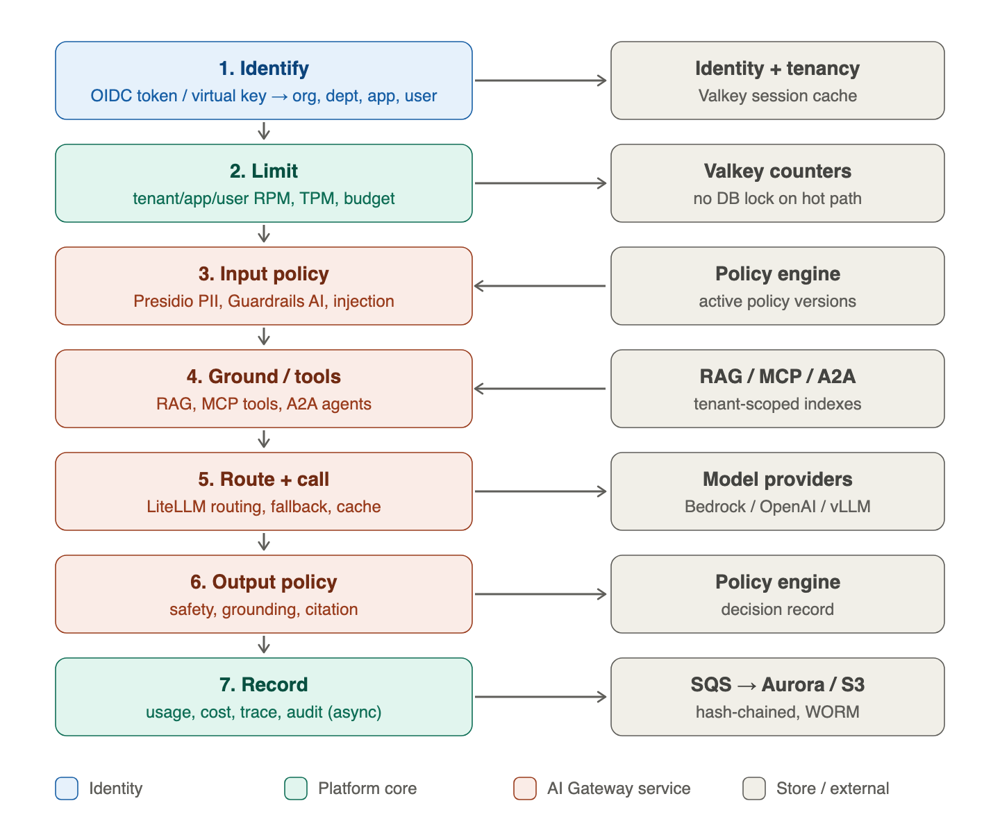 1. Identify
OIDC token / virtual key → org, dept, app, user
Identity + tenancy
Valkey session cache
2. Limit
tenant/app/user RPM, TPM, budget
Valkey counters
no DB lock on hot path
3. Input policy
Presidio PII, Guardrails AI, injection
Policy engine
active policy versions
4. Ground / tools
RAG, MCP tools, A2A agents
RAG / MCP / A2A
tenant-scoped indexes
5. Route + call
LiteLLM routing, fallback, cache
Model providers
Bedrock / OpenAI / vLLM
6. Output policy
safety, grounding, citation
Policy engine
decision record
7. Record
usage, cost, trace, audit (async)
SQS → Aurora / S3
hash-chained, WORM
Identity
Platform core
AI Gateway service
Store / external